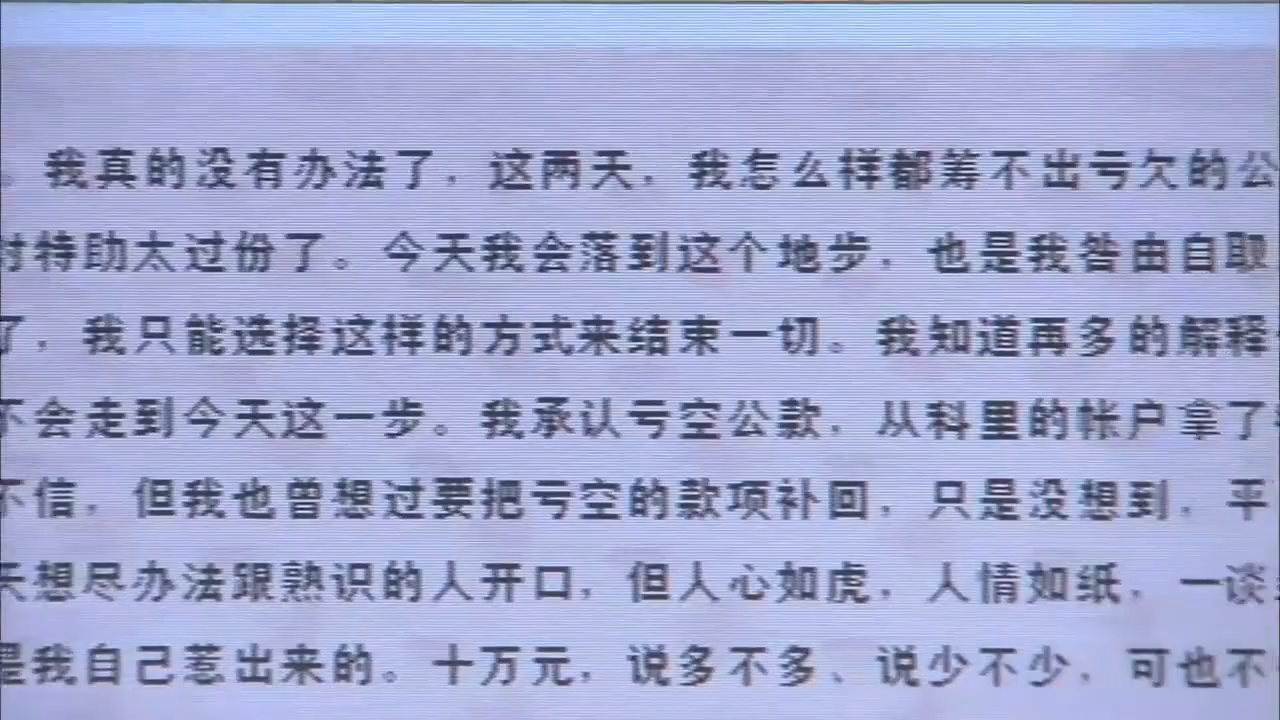 。我真的没有办法了，这两天，我怎么样都筹不出亏欠的公
对特助太过份了。今天我会落到这个地步，也是我咎由自取
了，我只能选择这样的方式来结束一切。我知道再多的解释
不会走到今天这一步。我承认亏空公款，从科里的帐户拿了
不信，但我也曾想过要把亏空的款项补回，只是没想到，平
天想尽办法跟熟识的人开口，但人心如虎，人情如纸，一谈
是我自己惹出来的。十万元，说多不多、说少不少，可也不